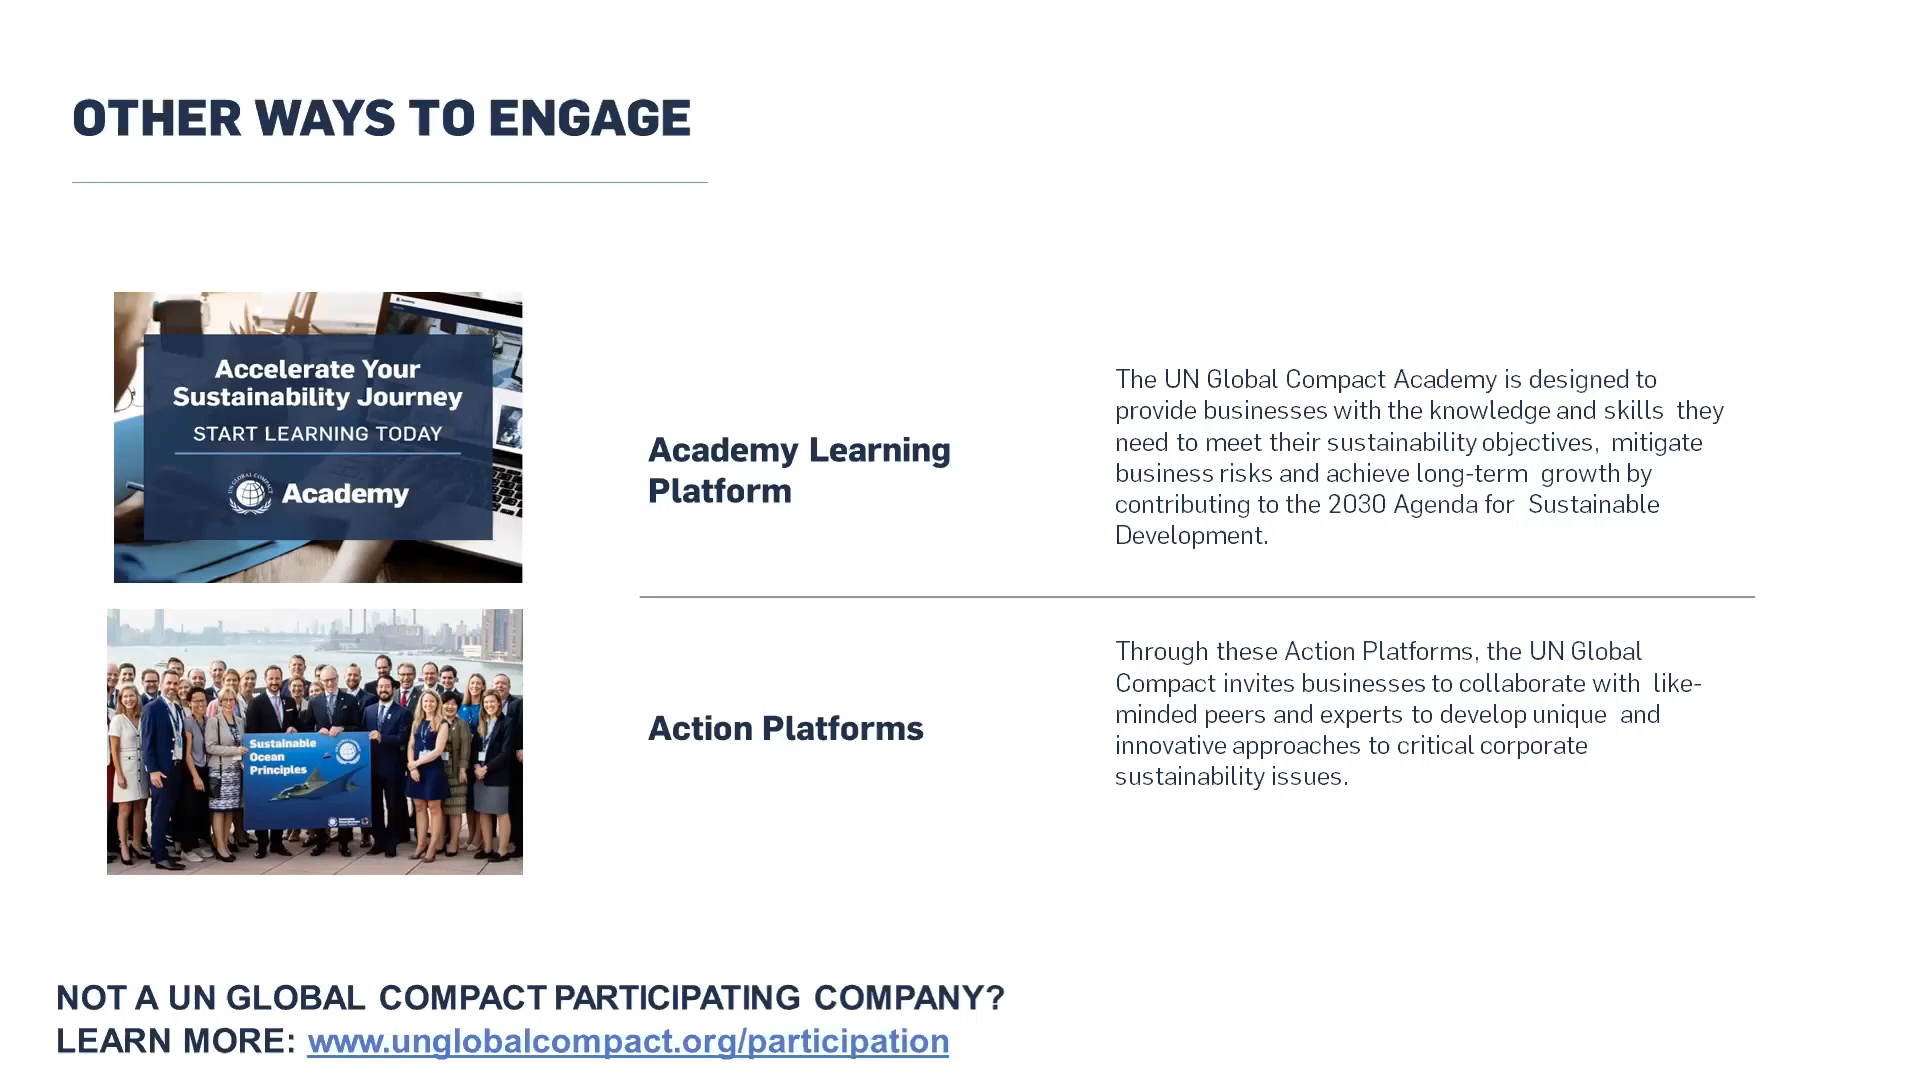 OTHER WAYS TO ENGAGE
Accelerate Your
Sustainability Journey
START LEARNING TODAY
UN GLOBAL COMPACT
Academy
Academy Learning
Platform
The UN Global Compact Academy is designed to
provide businesses with the knowledge and skills they
need to meet their sustainability objectives, mitigate
business risks and achieve long-term growth by
contributing to the 2030 Agenda for Sustainable
Development.
Sustainable
Ocean
Principles
Action Platforms
Through these Action Platforms, the UN Global
Compact invites businesses to collaborate with like-
minded peers and experts to develop unique and
innovative approaches to critical corporate
sustainability issues.
NOT A UN GLOBAL COMPACT PARTICIPATING COMPANY?
LEARN MORE: www.unglobalcompact.org/participation